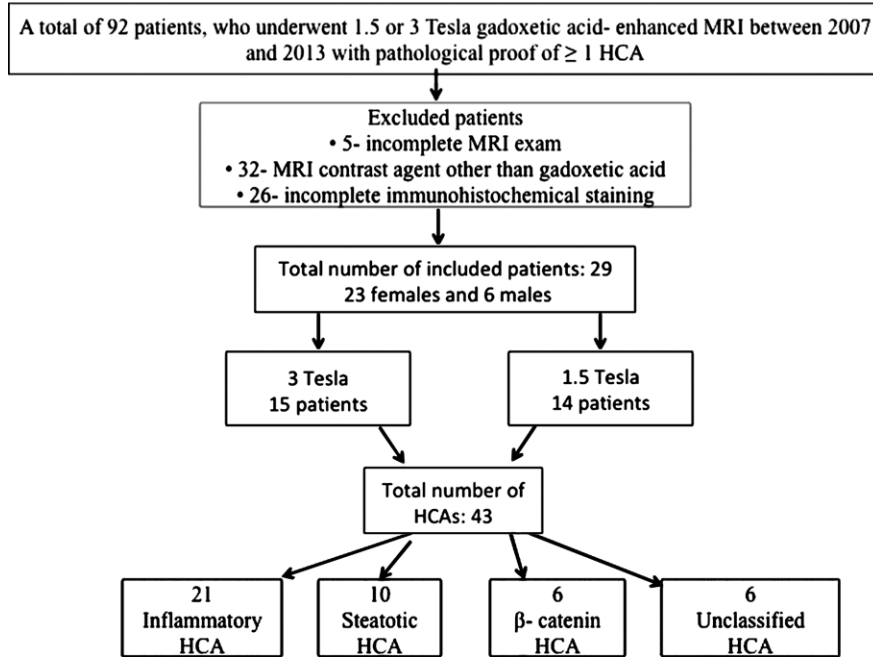 A total of 92 patients, who underwent 1.5 or 3 Tesla gadoxetic acid- enhanced MRI between 2007
and 2013 with pathological proof of ≥ 1 HCA
Excluded patients
• 5- incomplete MRI exam
• 32- MRI contrast agent other than gadoxetic acid
• 26- incomplete immunohistochemical staining
Total number of included patients: 29
23 females and 6 males
3 Tesla
15 patients
1.5 Tesla
14 patients
Total number of
HCAs: 43
21
Inflammatory
HCA
10
Steatotic
HCA
6
β- catenin
HCA
6
Unclassified
HCA